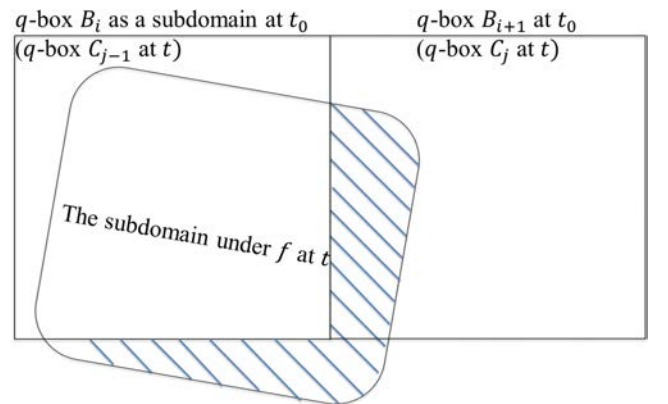 q-box B_i as a subdomain at t_0
(q-box C_{j−1} at t)
q-box B_{i+1} at t_0
(q-box C_j at t)
The subdomain under f at t